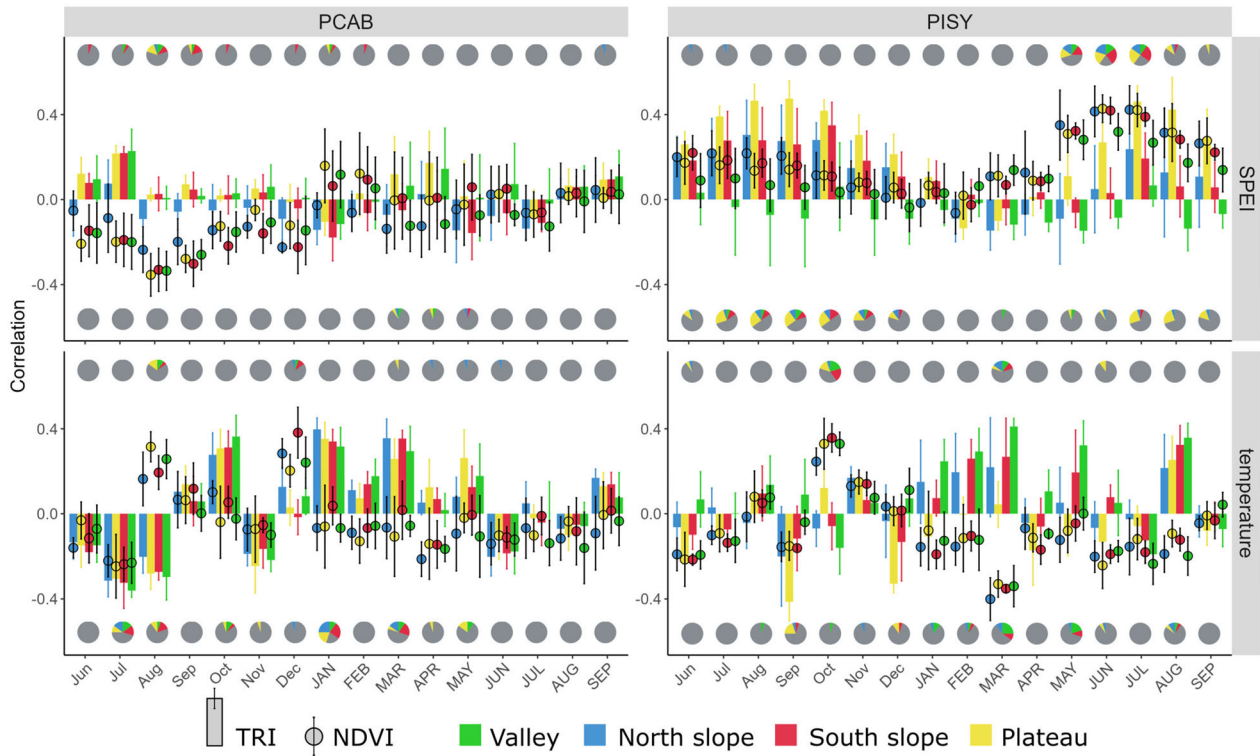 PCAB PISY
0.4
0.0
-0.4
SPEI
Correlation
0.4
0.0
-0.4
temperature
Jun Jul Aug Sep Oct Nov Dec JAN FEB MAR APR MAY JUN JUL AUG SEP Jun Jul Aug Sep Oct Nov Dec JAN FEB MAR APR MAY JUN JUL AUG SEP
TRI NDVI Valley North slope South slope Plateau